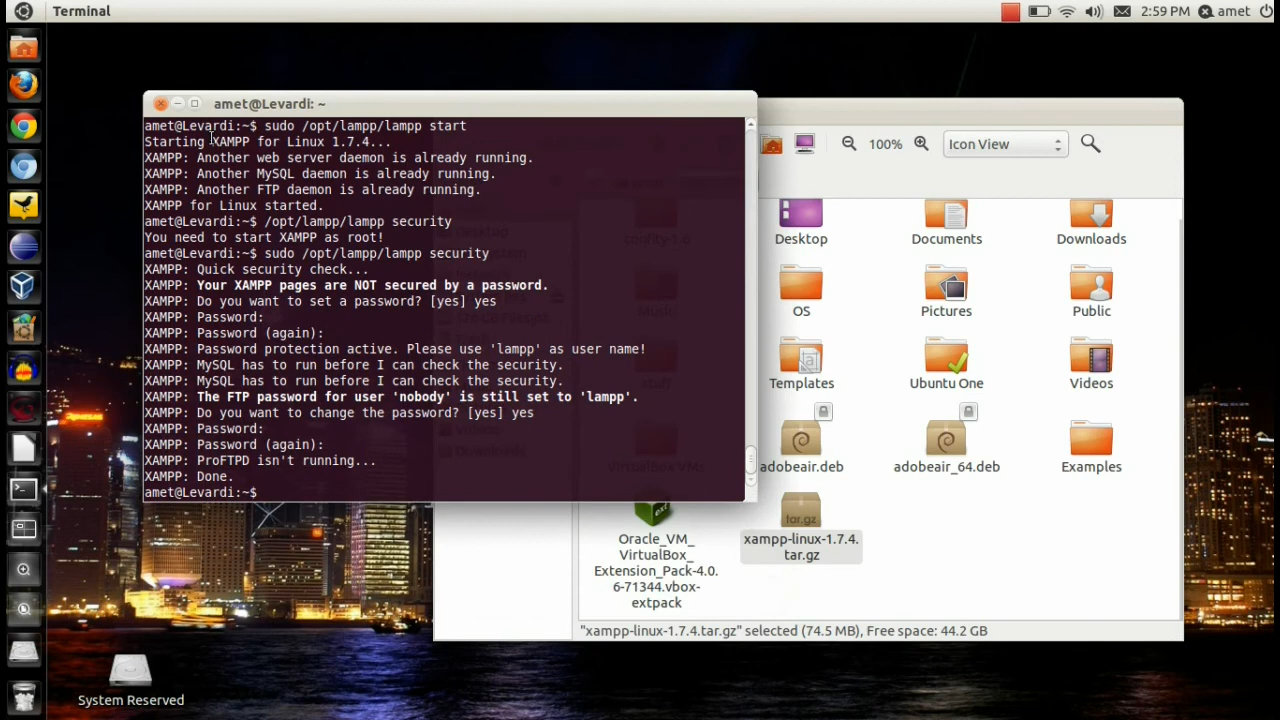 Terminal
2:59 PM
amet
amet@Levardi: ~
amet@Levardi:~$ sudo /opt/lampp/lampp start
Starting XAMPP for Linux 1.7.4...
XAMPP: Another web server daemon is already running.
XAMPP: Another MySQL daemon is already running.
XAMPP: Another FTP daemon is already running.
XAMPP for Linux started.
amet@Levardi:~$ /opt/lampp/lampp security
You need to start XAMPP as root!
amet@Levardi:~$ sudo /opt/lampp/lampp security
XAMPP: Quick security check...
XAMPP: Your XAMPP pages are NOT secured by a password.
XAMPP: Do you want to set a password? [yes] yes
XAMPP: Password:
XAMPP: Password (again):
XAMPP: Password protection active. Please use 'lampp' as user name!
XAMPP: MySQL has to run before I can check the security.
XAMPP: MySQL has to run before I can check the security.
XAMPP: The FTP password for user 'nobody' is still set to 'lampp'.
XAMPP: Do you want to change the password? [yes] yes
XAMPP: Password:
XAMPP: Password (again):
XAMPP: ProFTPD isn't running...
XAMPP: Done.
amet@Levardi:~$
100%
Icon View
Desktop
Documents
Downloads
OS
Pictures
Public
Templates
Ubuntu One
Videos
adobeair.deb
adobeair_64.deb
Examples
Oracle_VM_
VirtualBox_
Extension_Pack-4.0.
6-71344.vbox-
extpack
tar.gz
xampp-linux-1.7.4.
tar.gz
"xampp-linux-1.7.4.tar.gz" selected (74.5 MB), Free space: 44.2 GB
System Reserved